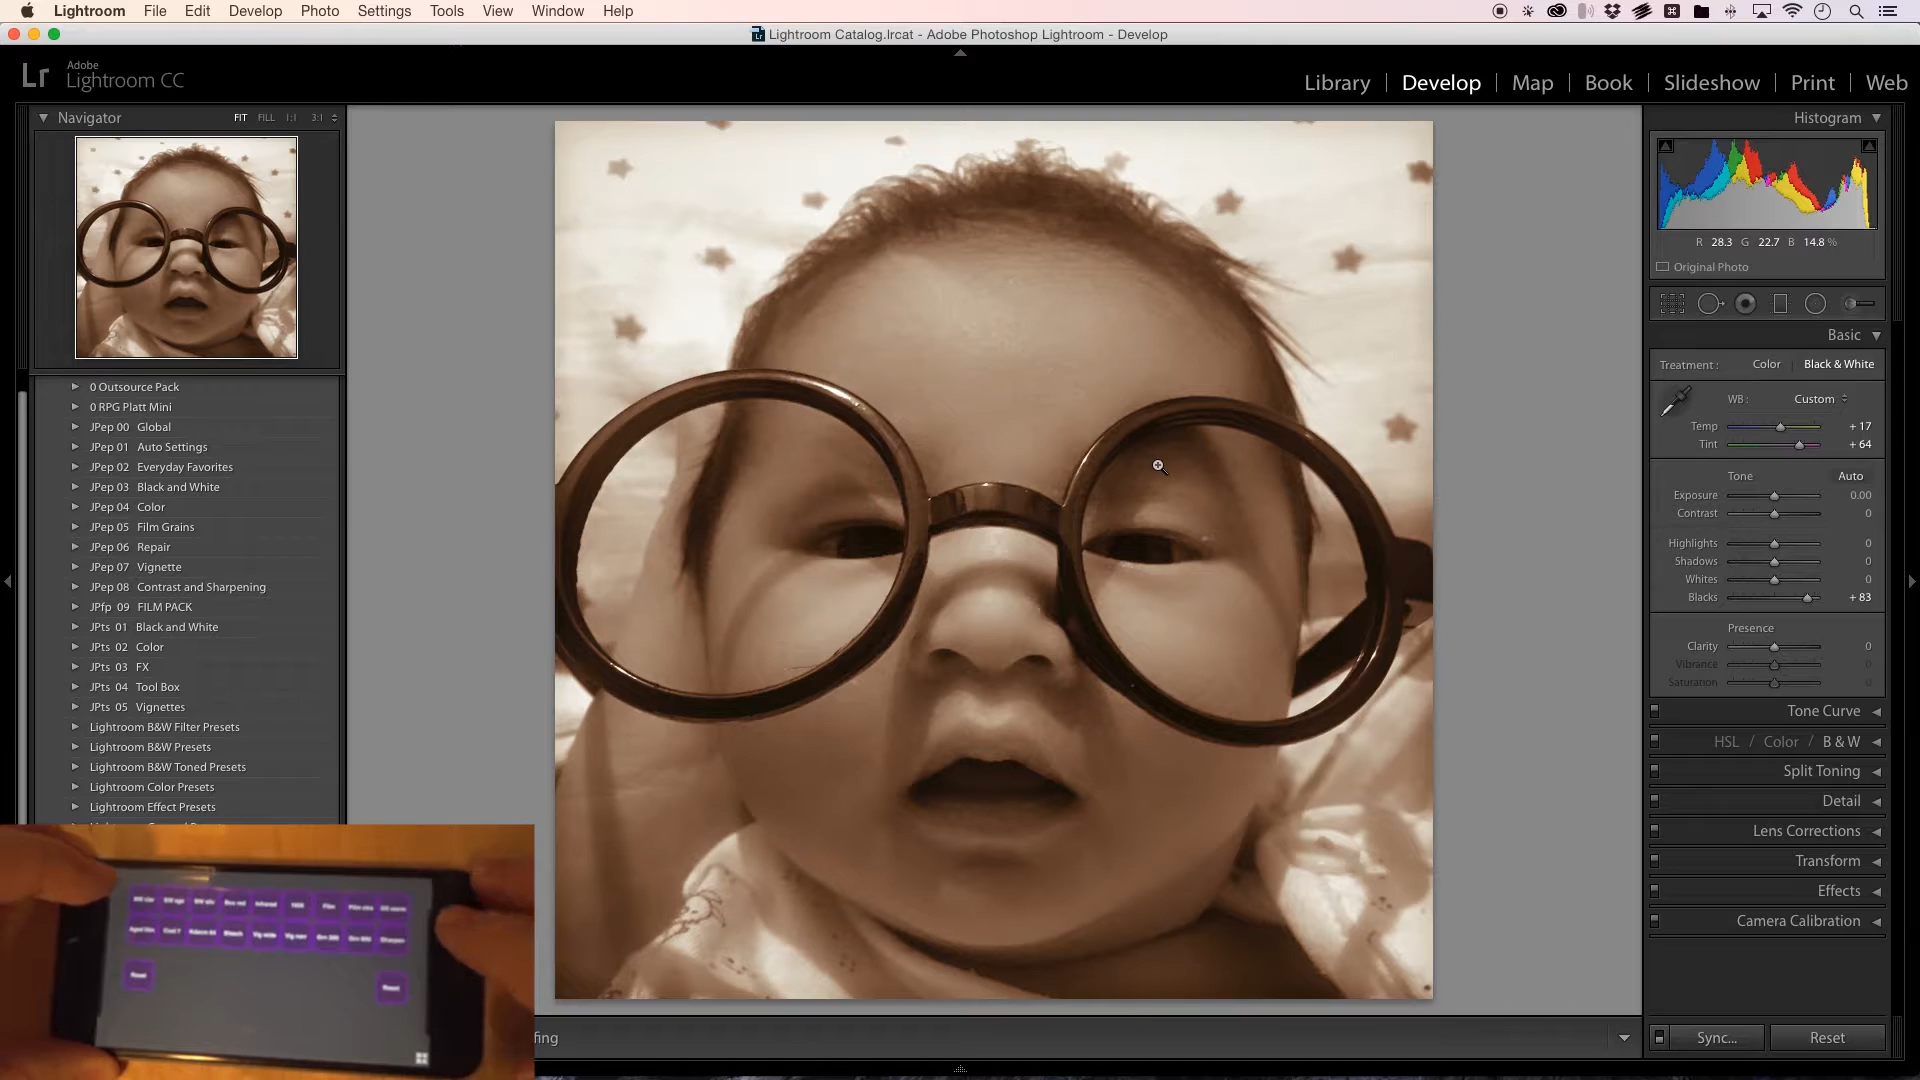 Lightroom File Edit Develop Photo Settings Tools View Window Help
Lightroom Catalog.lrcat - Adobe Photoshop Lightroom - Develop
Lr Adobe
Lightroom CC
Library | Develop | Map | Book | Slideshow | Print | Web
Navigator FIT FILL 1:1 3:1
0 Outsource Pack
0 RPG Platt Mini
JPep 00 Global
JPep 01 Auto Settings
JPep 02 Everyday Favorites
JPep 03 Black and White
JPep 04 Color
JPep 05 Film Grains
JPep 06 Repair
JPep 07 Vignette
JPep 08 Contrast and Sharpening
JPfp 09 FILM PACK
JPts 01 Black and White
JPts 02 Color
JPts 03 FX
JPts 04 Tool Box
JPts 05 Vignettes
Lightroom B&W Filter Presets
Lightroom B&W Presets
Lightroom B&W Toned Presets
Lightroom Color Presets
Lightroom Effect Presets
Infrared Film
Bleach Sharpen
Reset
fing
Histogram
R 28.3 G 22.7 B 14.8 %
Original Photo
Basic
Treatment : Color | Black & White
WB : Custom
Temp + 17
Tint + 64
Tone Auto
Exposure 0.00
Contrast 0
Highlights 0
Shadows 0
Whites 0
Blacks + 83
Presence
Clarity 0
Vibrance 0
Saturation 0
Tone Curve
HSL / Color / B & W
Split Toning
Detail
Lens Corrections
Transform
Effects
Camera Calibration
Sync... Reset